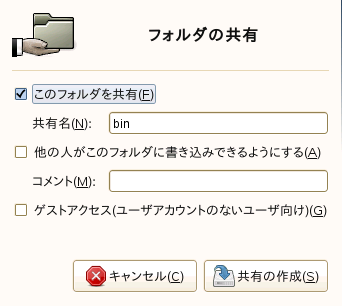 フォルダの共有
このフォルダを共有(F)
共有名(N): bin
他の人がこのフォルダに書き込みできるようにする(A)
コメント(M):
ゲストアクセス(ユーザアカウントのないユーザ向け)(G)
キャンセル(C) 共有の作成(S)